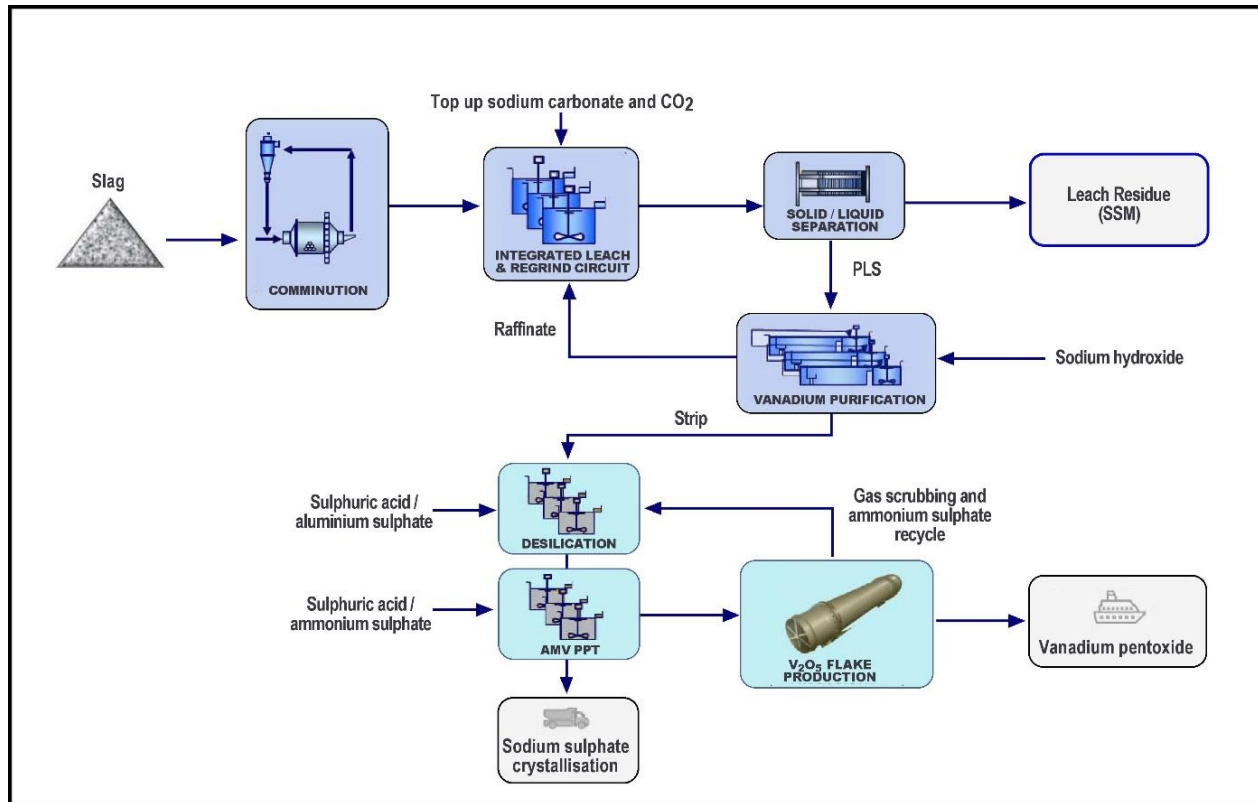 Top up sodium carbonate and CO2
Slag
COMMINUTION
INTEGRATED LEACH
& REGRIND CIRCUIT
SOLID / LIQUID
SEPARATION
Leach Residue
(SSM)
PLS
Raffinate
Sodium hydroxide
VANADIUM PURIFICATION
Strip
Sulphuric acid /
aluminium sulphate
DESILICATION
Gas scrubbing and
ammonium sulphate
recycle
Sulphuric acid /
ammonium sulphate
AMV PPT
V2O5 FLAKE
PRODUCTION
Vanadium pentoxide
Sodium sulphate
crystallisation